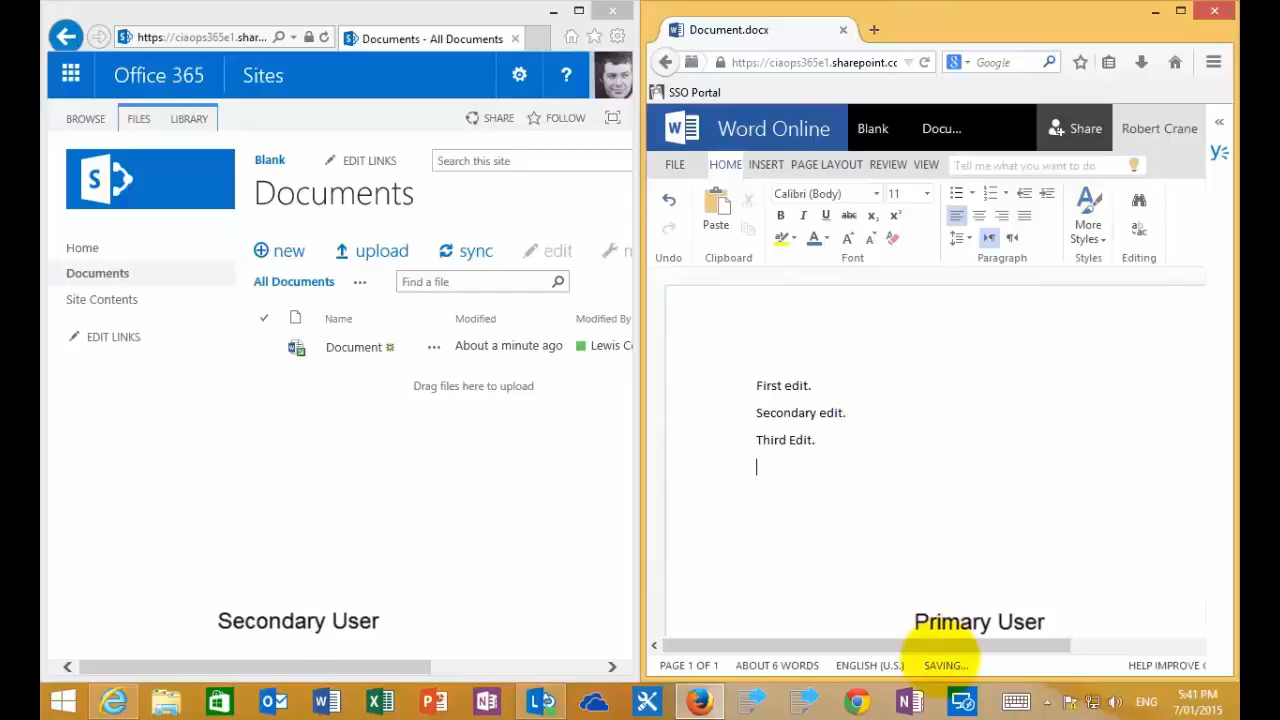 https://ciaops365e1.shar...
Documents - All Documents
Office 365
Sites
?
BROWSE
FILES
LIBRARY
SHARE
FOLLOW
S
Blank
EDIT LINKS
Search this site
Documents
Home
Documents
Site Contents
EDIT LINKS
new
upload
sync
edit
m
All Documents
...
Find a file
Name
Modified
Modified By
Document
...
About a minute ago
Lewis C
Drag files here to upload
Secondary User
Document.docx
https://ciaops365e1.sharepoint.cc
Google
SSO Portal
Word Online
Blank
Docu...
Share
Robert Crane
FILE
HOME
INSERT
PAGE LAYOUT
REVIEW
VIEW
Tell me what you want to do
Calibri (Body)
11
Paste
B I U abc x₂ x²
More
Styles
Undo
Clipboard
Font
Paragraph
Styles
Editing
First edit.
Secondary edit.
Third Edit.
Primary User
PAGE 1 OF 1
ABOUT 6 WORDS
ENGLISH (U.S.)
SAVING...
HELP IMPROVE
ENG
5:41 PM
7/01/2015